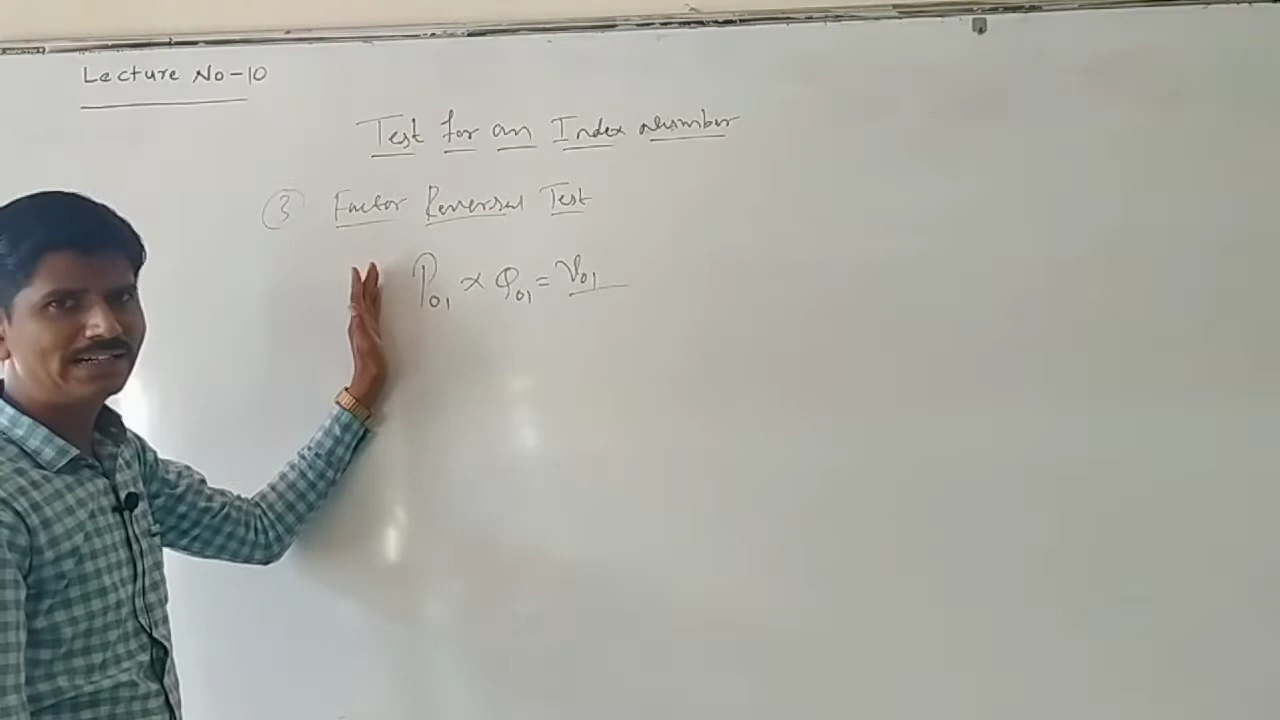 Lecture No-10
Test for an Index Number
③ Factor Reversal Test
P₀₁ × Q₀₁ = V₀₁